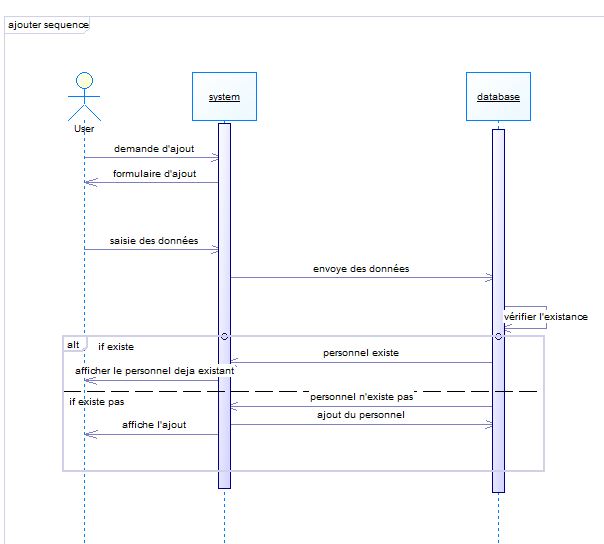 ajouter sequence
system
database
User
demande d'ajout
formulaire d'ajout
saisie des données
envoye des données
vérifier l'existance
alt
if existe
personnel existe
afficher le personnel deja existant
personnel n'existe pas
if existe pas
ajout du personnel
affiche l'ajout